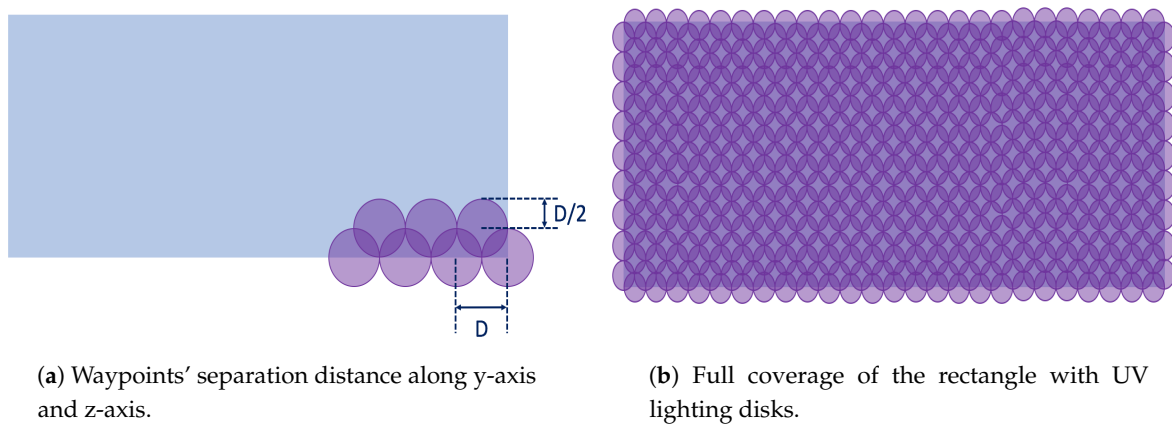 D/2
D
(a) Waypoints’ separation distance along y-axis
and z-axis.
(b) Full coverage of the rectangle with UV
lighting disks.